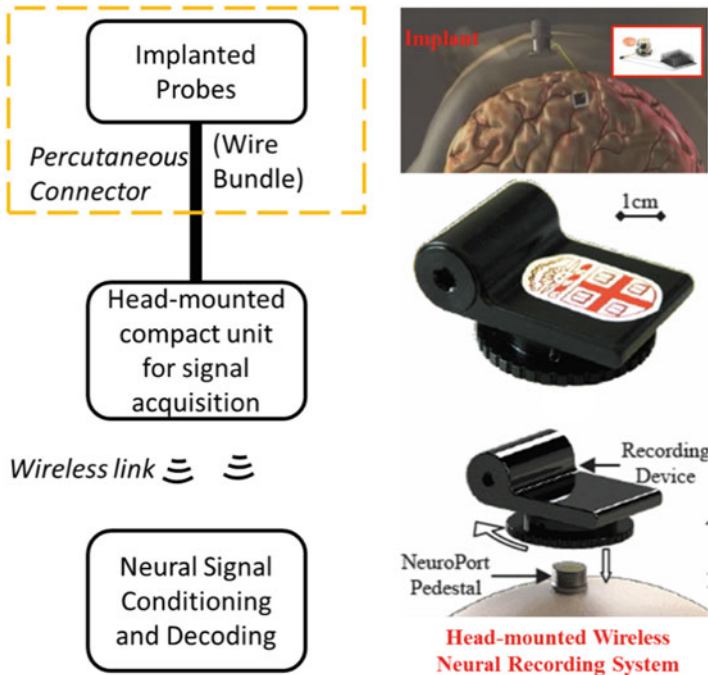 Implanted
Probes
Percutaneous
Connector
(Wire
Bundle)
Head-mounted
compact unit
for signal
acquisition
Wireless link
Neural Signal
Conditioning
and Decoding
Implant
1cm
Recording
Device
NeuroPort
Pedestal
Head-mounted Wireless
Neural Recording System